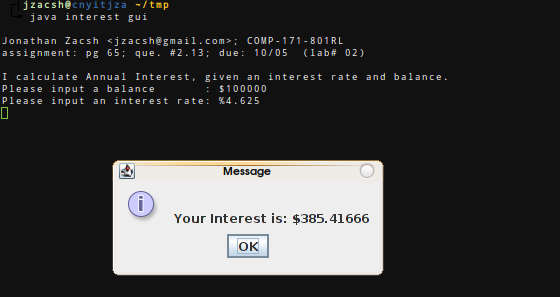 jzacsh@cnyitjza ~/tmp
java interest gui
Jonathan Zacsh <jzacsh@gmail.com>; COMP-171-801RL
assignment: pg 65; que. #2.13; due: 10/05  (lab# 02)
I calculate Annual Interest, given an interest rate and balance.
Please input a balance       : $100000
Please input an interest rate: %4.625
Message
i
Your Interest is: $385.41666
OK